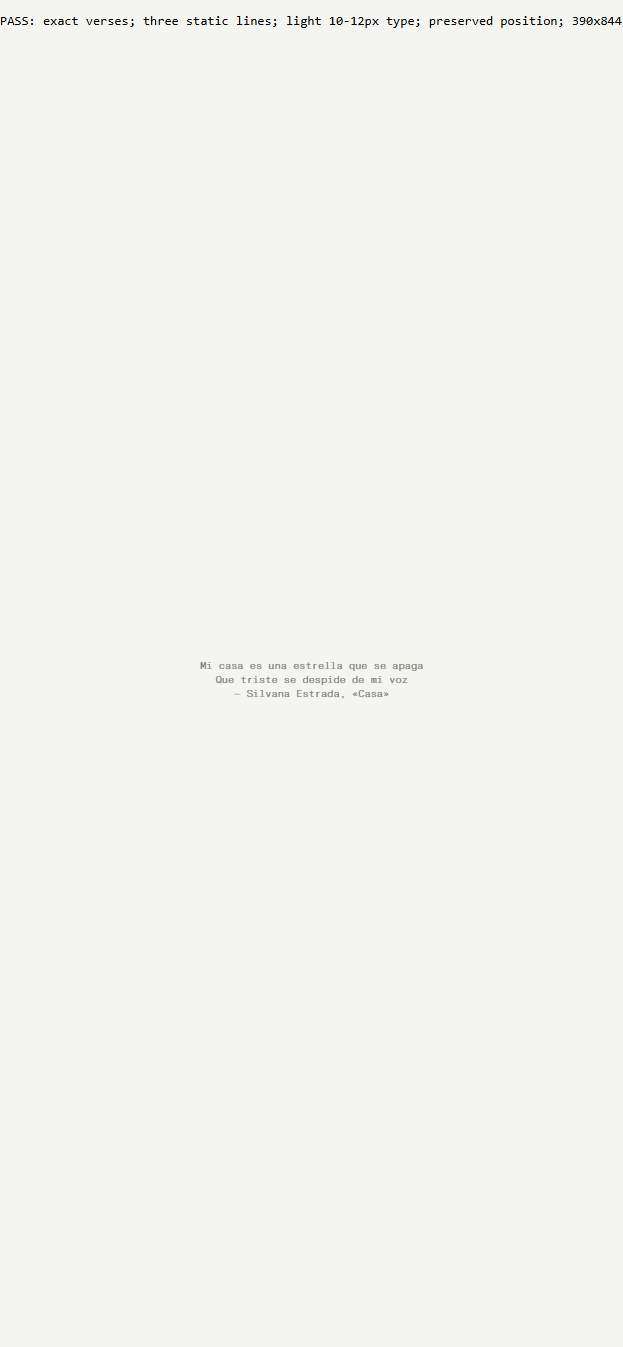 PASS: exact verses; three static lines; light 10-12px type; preserved position; 390x844
Mi casa es una estrella que se apaga
Que triste se despide de mi voz
— Silvana Estrada, «Casa»